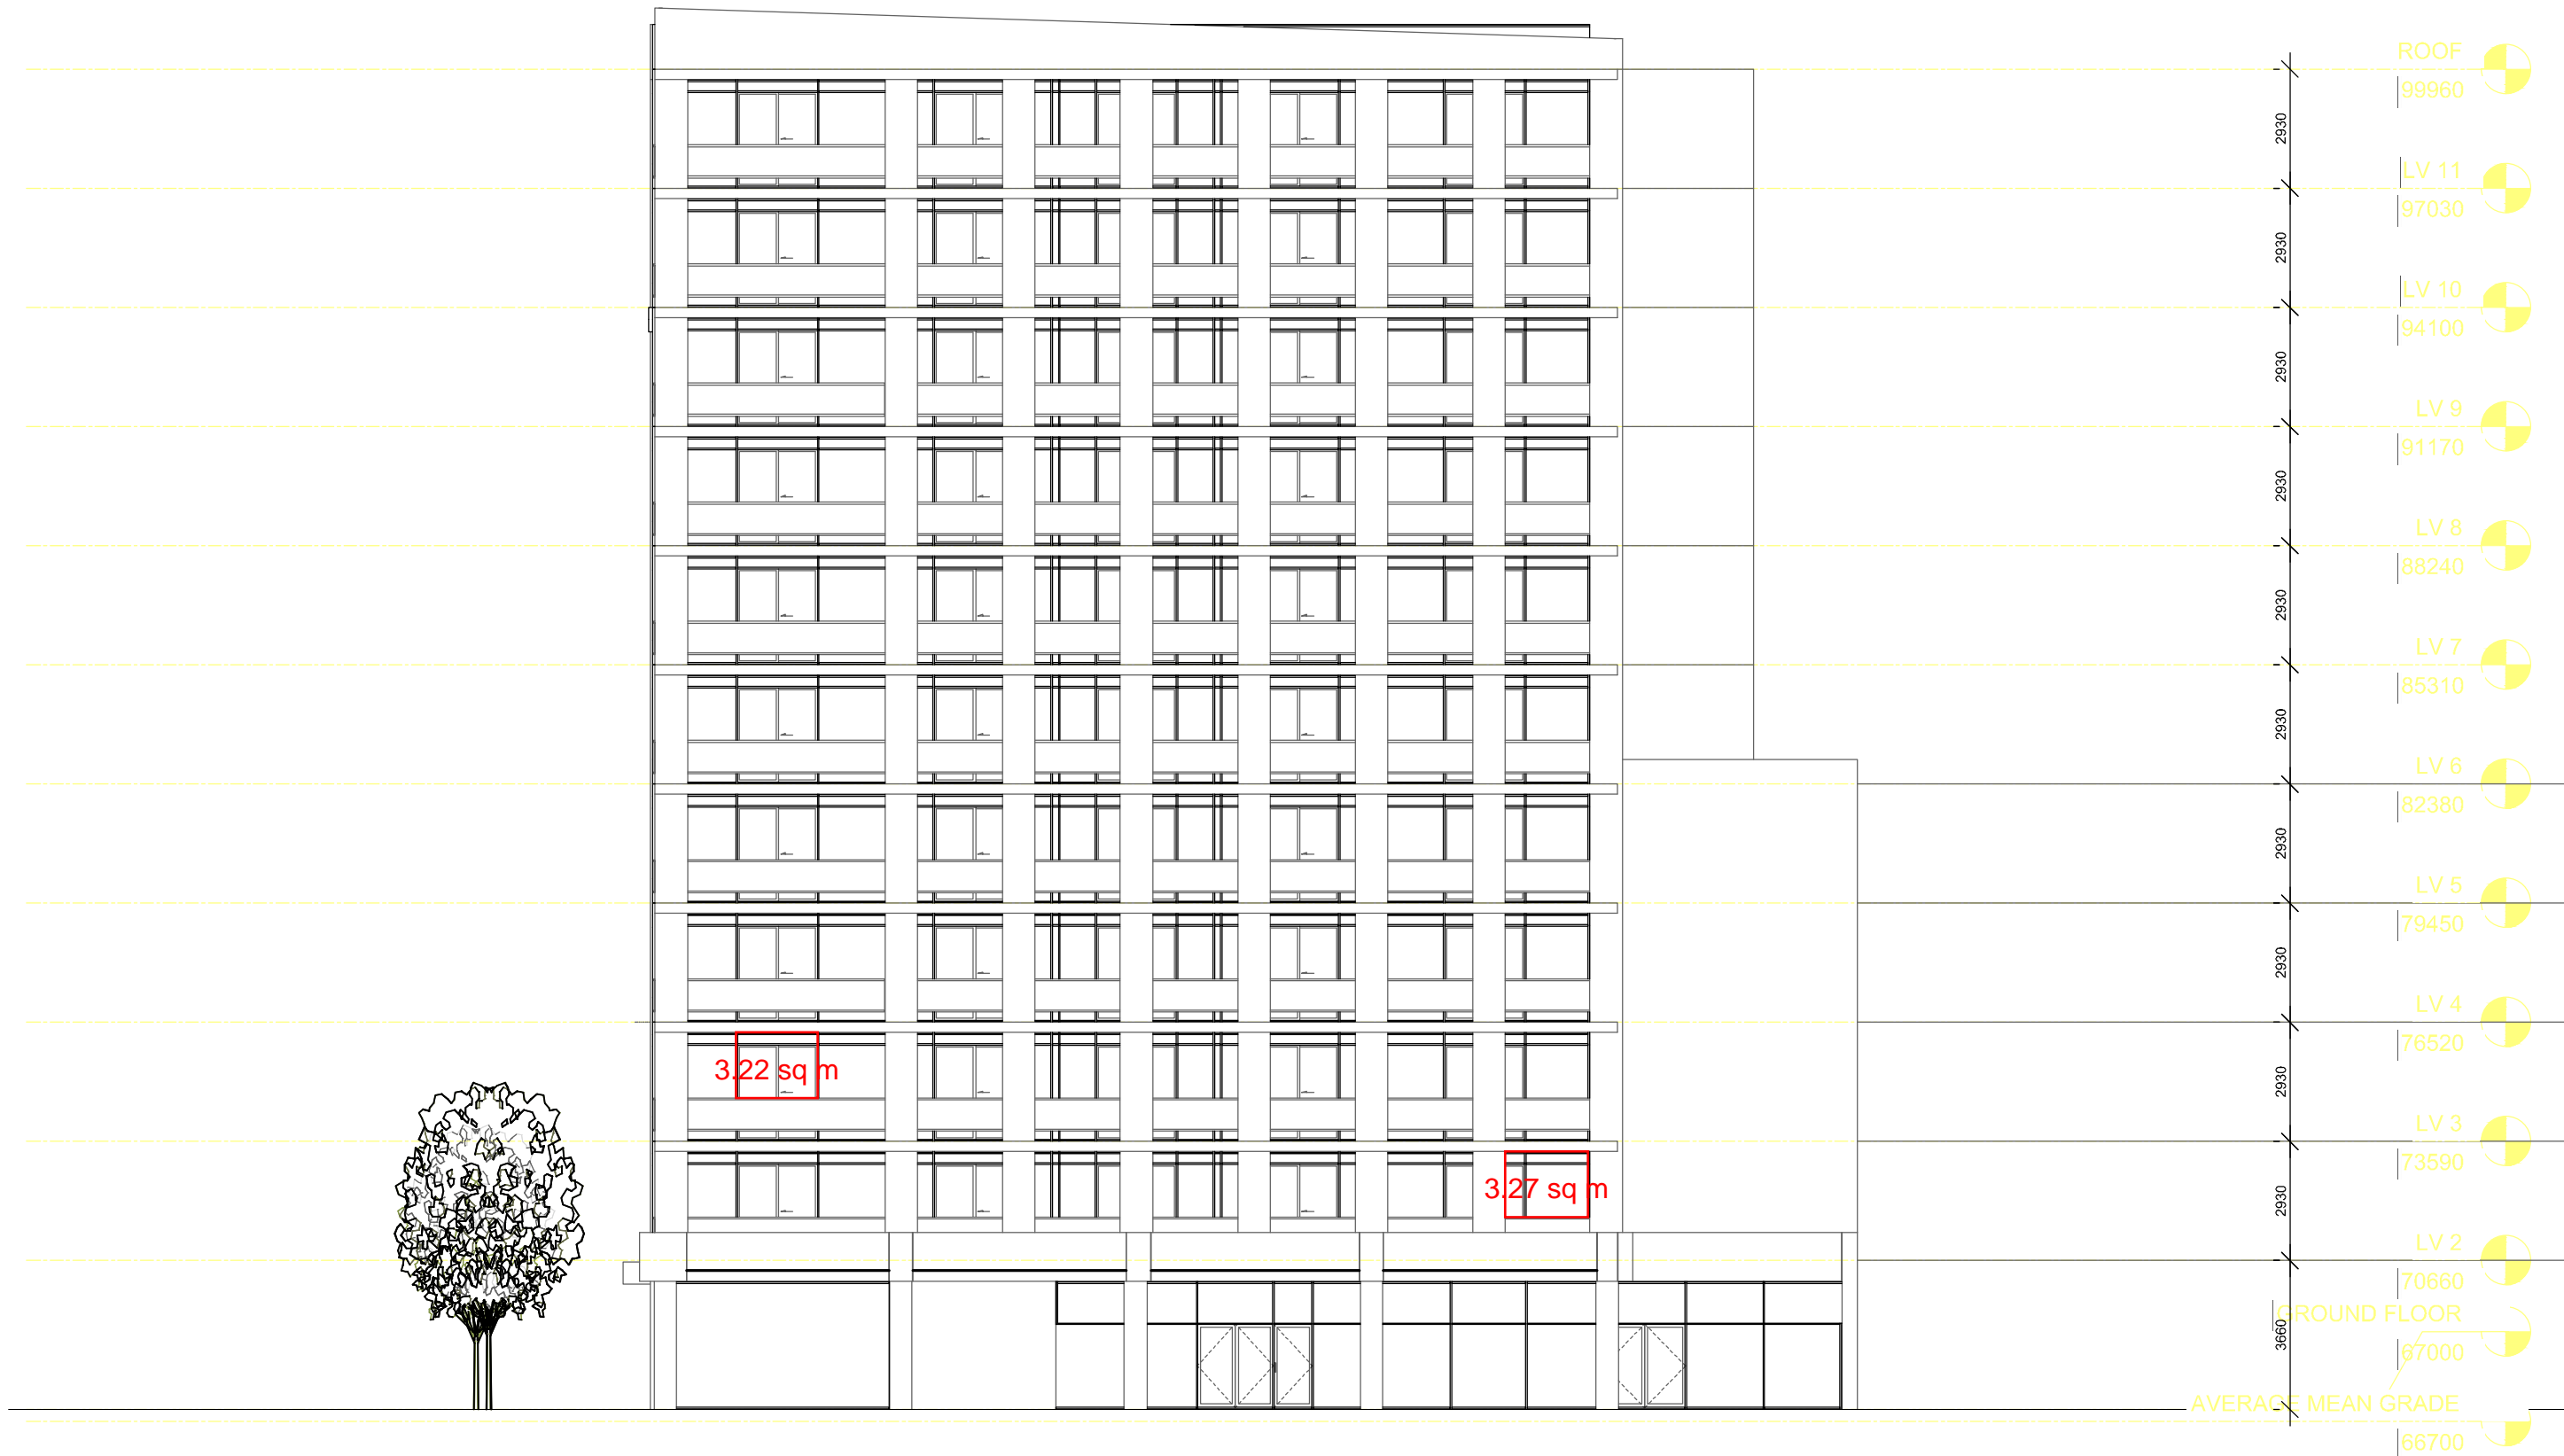 ROOF
99960
2930
LV 11
97030
2930
LV 10
94100
2930
LV 9
91170
2930
LV 8
88240
2930
LV 7
85310
2930
LV 6
82380
2930
LV 5
79450
2930
LV 4
76520
3.22 sq m
2930
LV 3
73590
3.27 sq m
2930
LV 2
70660
GROUND FLOOR
3660
67000
AVERAGE MEAN GRADE
66700